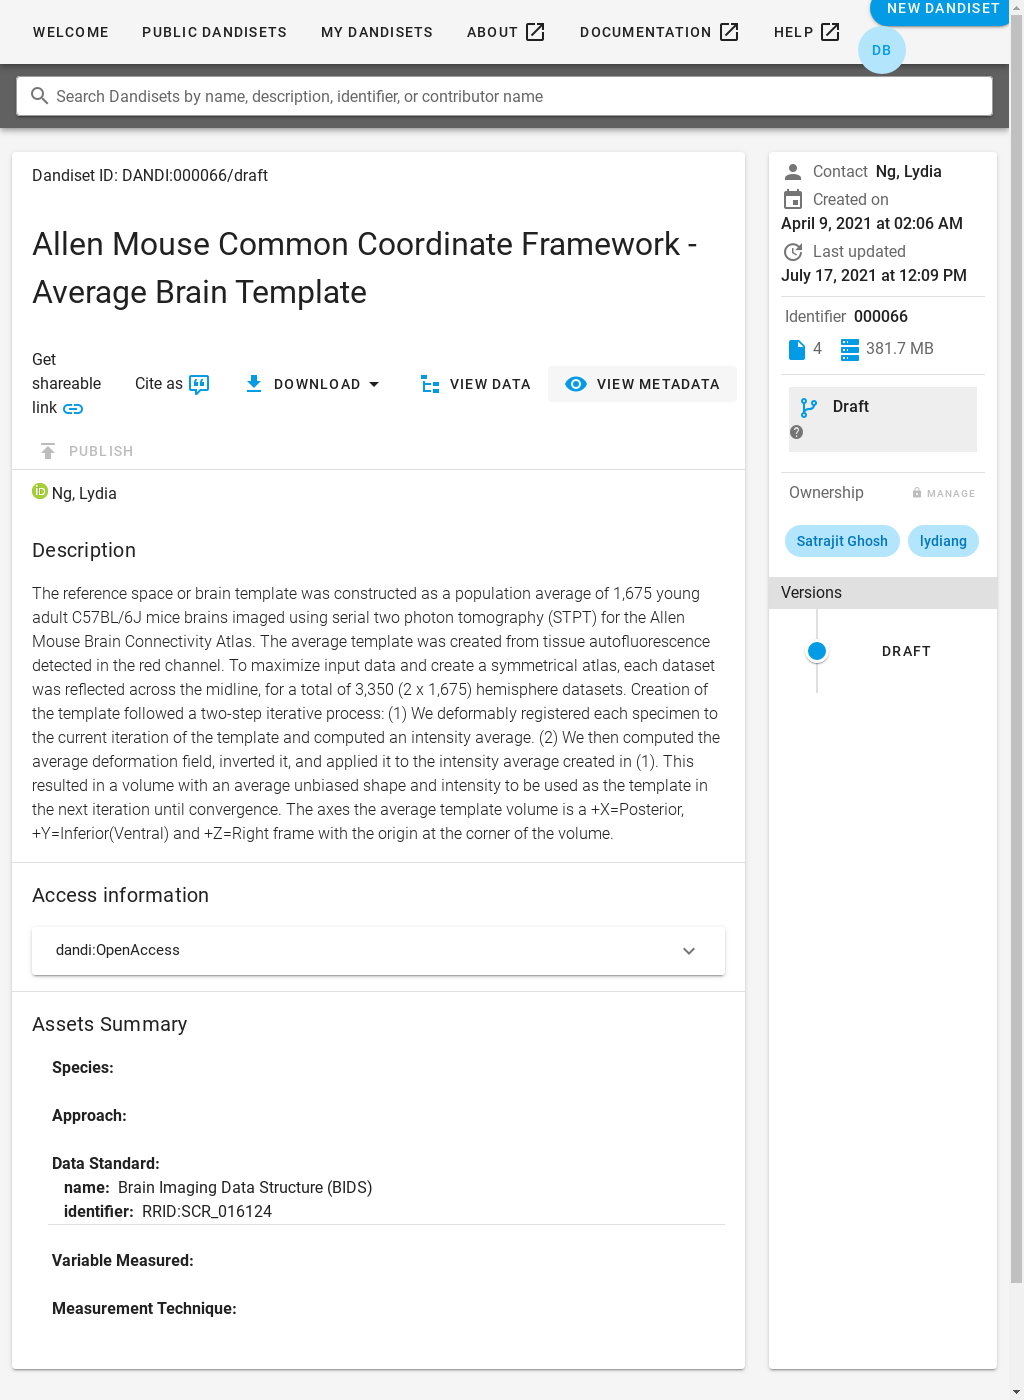 WELCOME
PUBLIC DANDISETS
MY DANDISETS
ABOUT
DOCUMENTATION
HELP
NEW DANDISET
DB
Search Dandisets by name, description, identifier, or contributor name
Dandiset ID: DANDI:000066/draft
Allen Mouse Common Coordinate Framework -
Average Brain Template
Get
shareable
link
Cite as
DOWNLOAD
VIEW DATA
VIEW METADATA
PUBLISH
iD Ng, Lydia
Description
The reference space or brain template was constructed as a population average of 1,675 young
adult C57BL/6J mice brains imaged using serial two photon tomography (STPT) for the Allen
Mouse Brain Connectivity Atlas. The average template was created from tissue autofluorescence
detected in the red channel. To maximize input data and create a symmetrical atlas, each dataset
was reflected across the midline, for a total of 3,350 (2 x 1,675) hemisphere datasets. Creation of
the template followed a two-step iterative process: (1) We deformably registered each specimen to
the current iteration of the template and computed an intensity average. (2) We then computed the
average deformation field, inverted it, and applied it to the intensity average created in (1). This
resulted in a volume with an average unbiased shape and intensity to be used as the template in
the next iteration until convergence. The axes the average template volume is a +X=Posterior,
+Y=Inferior(Ventral) and +Z=Right frame with the origin at the corner of the volume.
Access information
dandi:OpenAccess
Assets Summary
Species:
Approach:
Data Standard:
name: Brain Imaging Data Structure (BIDS)
identifier: RRID:SCR_016124
Variable Measured:
Measurement Technique:
Contact Ng, Lydia
Created on
April 9, 2021 at 02:06 AM
Last updated
July 17, 2021 at 12:09 PM
Identifier 000066
4 381.7 MB
Draft
?
Ownership MANAGE
Satrajit Ghosh lydiang
Versions
DRAFT